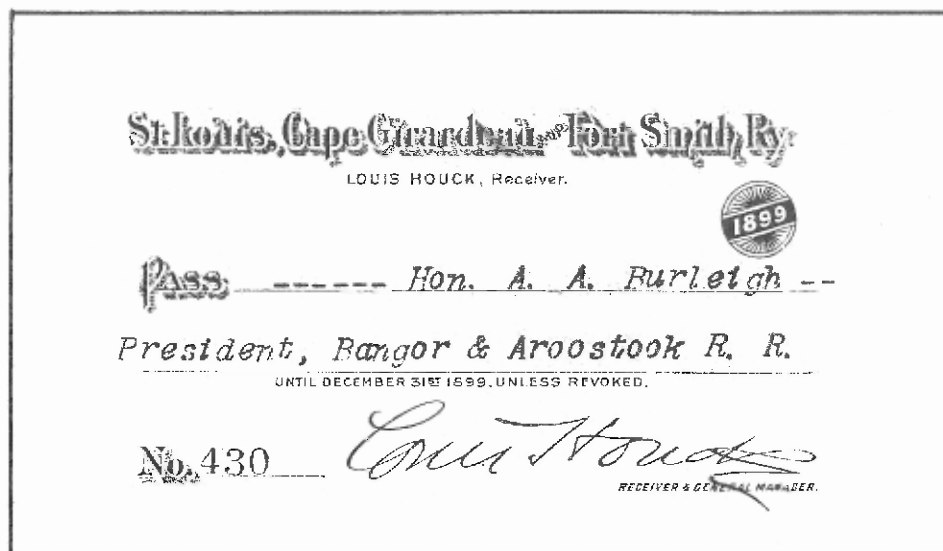 St. Louis, Cape Girardeau and Fort Smith Ry.
LOUIS HOUCK, Receiver.
1899
Pass ------ Hon. A. A. Burleigh --
President, Bangor & Aroostook R. R.
UNTIL DECEMBER 31ST 1899, UNLESS REVOKED.
No. 430 Louis Houck
RECEIVER & GENERAL MANAGER.